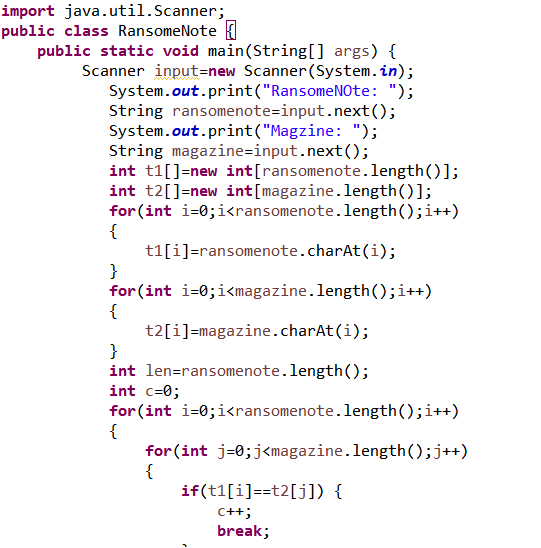 import java.util.Scanner;
public class RansomeNote {
    public static void main(String[] args) {
         Scanner input=new Scanner(System.in);
            System.out.print("RansomeNOte: ");
            String ransomenote=input.next();
            System.out.print("Magzine: ");
            String magazine=input.next();
            int t1[]=new int[ransomenote.length()];
            int t2[]=new int[magazine.length()];
            for(int i=0;i<ransomenote.length();i++)
            {
                t1[i]=ransomenote.charAt(i);
            }
            for(int i=0;i<magazine.length();i++)
            {
                t2[i]=magazine.charAt(i);
            }
            int len=ransomenote.length();
            int c=0;
            for(int i=0;i<ransomenote.length();i++)
            {
                for(int j=0;j<magazine.length();j++)
                {
                    if(t1[i]==t2[j]) {
                        c++;
                        break;